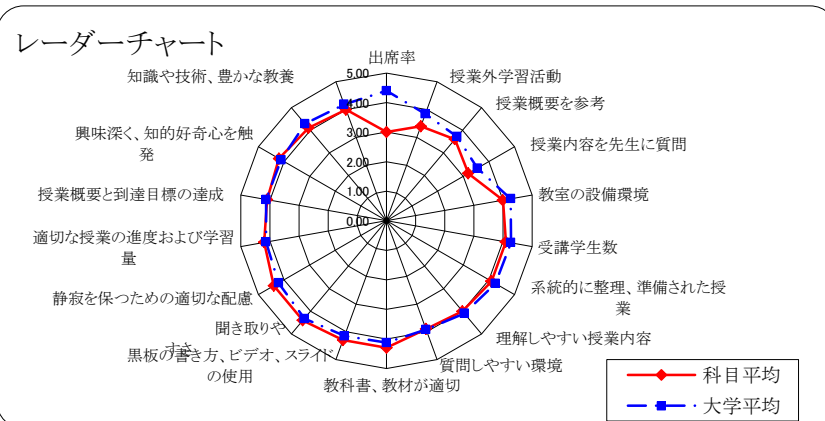 レーダーチャート
出席率
授業外学習活動
授業概要を参考
授業内容を先生に質問
教室の設備環境
受講学生数
系統的に整理、準備された授
業
理解しやすい授業内容
質問しやすい環境
教科書、教材が適切
黒板の書き方、ビデオ、スライド
の使用
聞き取りや
すさ
静寂を保つための適切な配慮
適切な授業の進度および学習
量
授業概要と到達目標の達成
興味深く、知的好奇心を触
発
知識や技術、豊かな教養
5.00
4.00
3.00
2.00
1.00
0.00
科目平均
大学平均